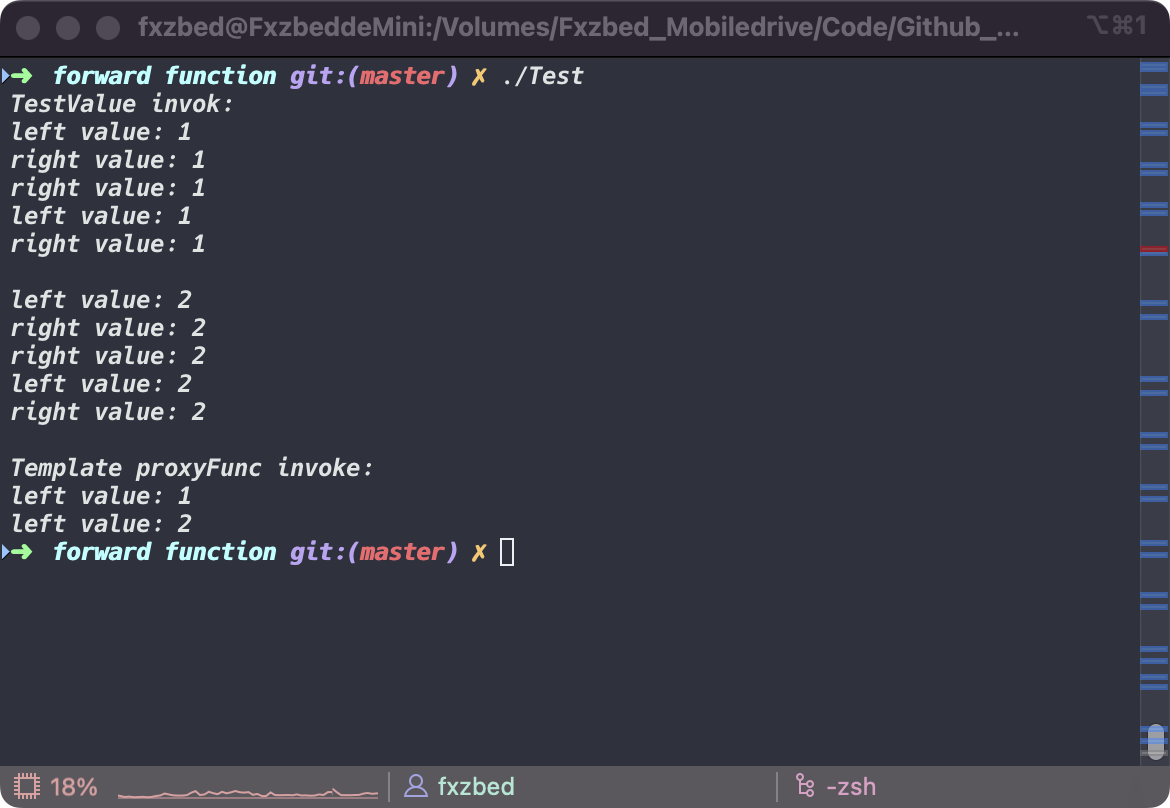 fxzbed@FxzbeddeMini:/Volumes/Fxzbed_Mobiledrive/Code/Github_... ⌥⌘1
➜ forward function git:(master) ✗ ./Test
TestValue invok:
left value: 1
right value: 1
right value: 1
left value: 1
right value: 1

left value: 2
right value: 2
right value: 2
left value: 2
right value: 2

Template proxyFunc invoke:
left value: 1
left value: 2
➜ forward function git:(master) ✗
18% fxzbed -zsh